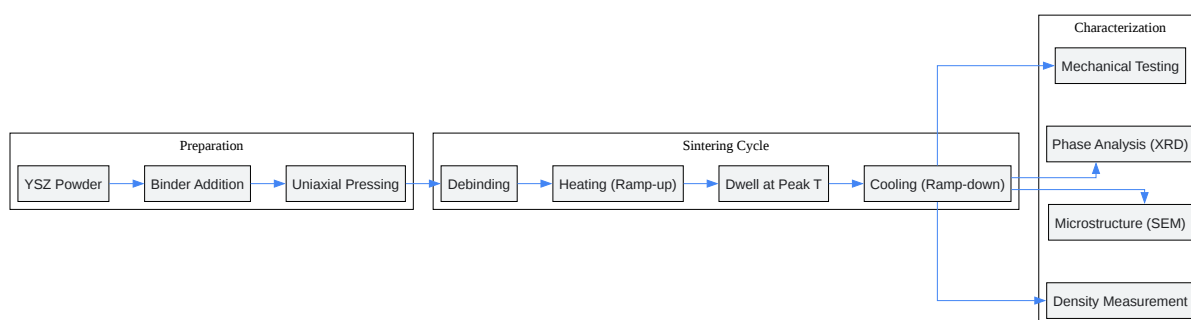 Preparation
YSZ Powder
Binder Addition
Uniaxial Pressing
Sintering Cycle
Debinding
Heating (Ramp-up)
Dwell at Peak T
Cooling (Ramp-down)
Characterization
Mechanical Testing
Phase Analysis (XRD)
Microstructure (SEM)
Density Measurement